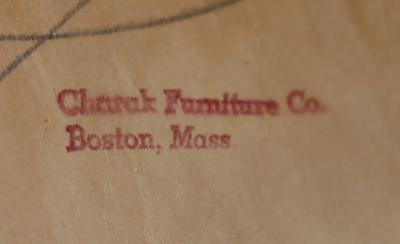 Charak Furniture Co.
Boston, Mass